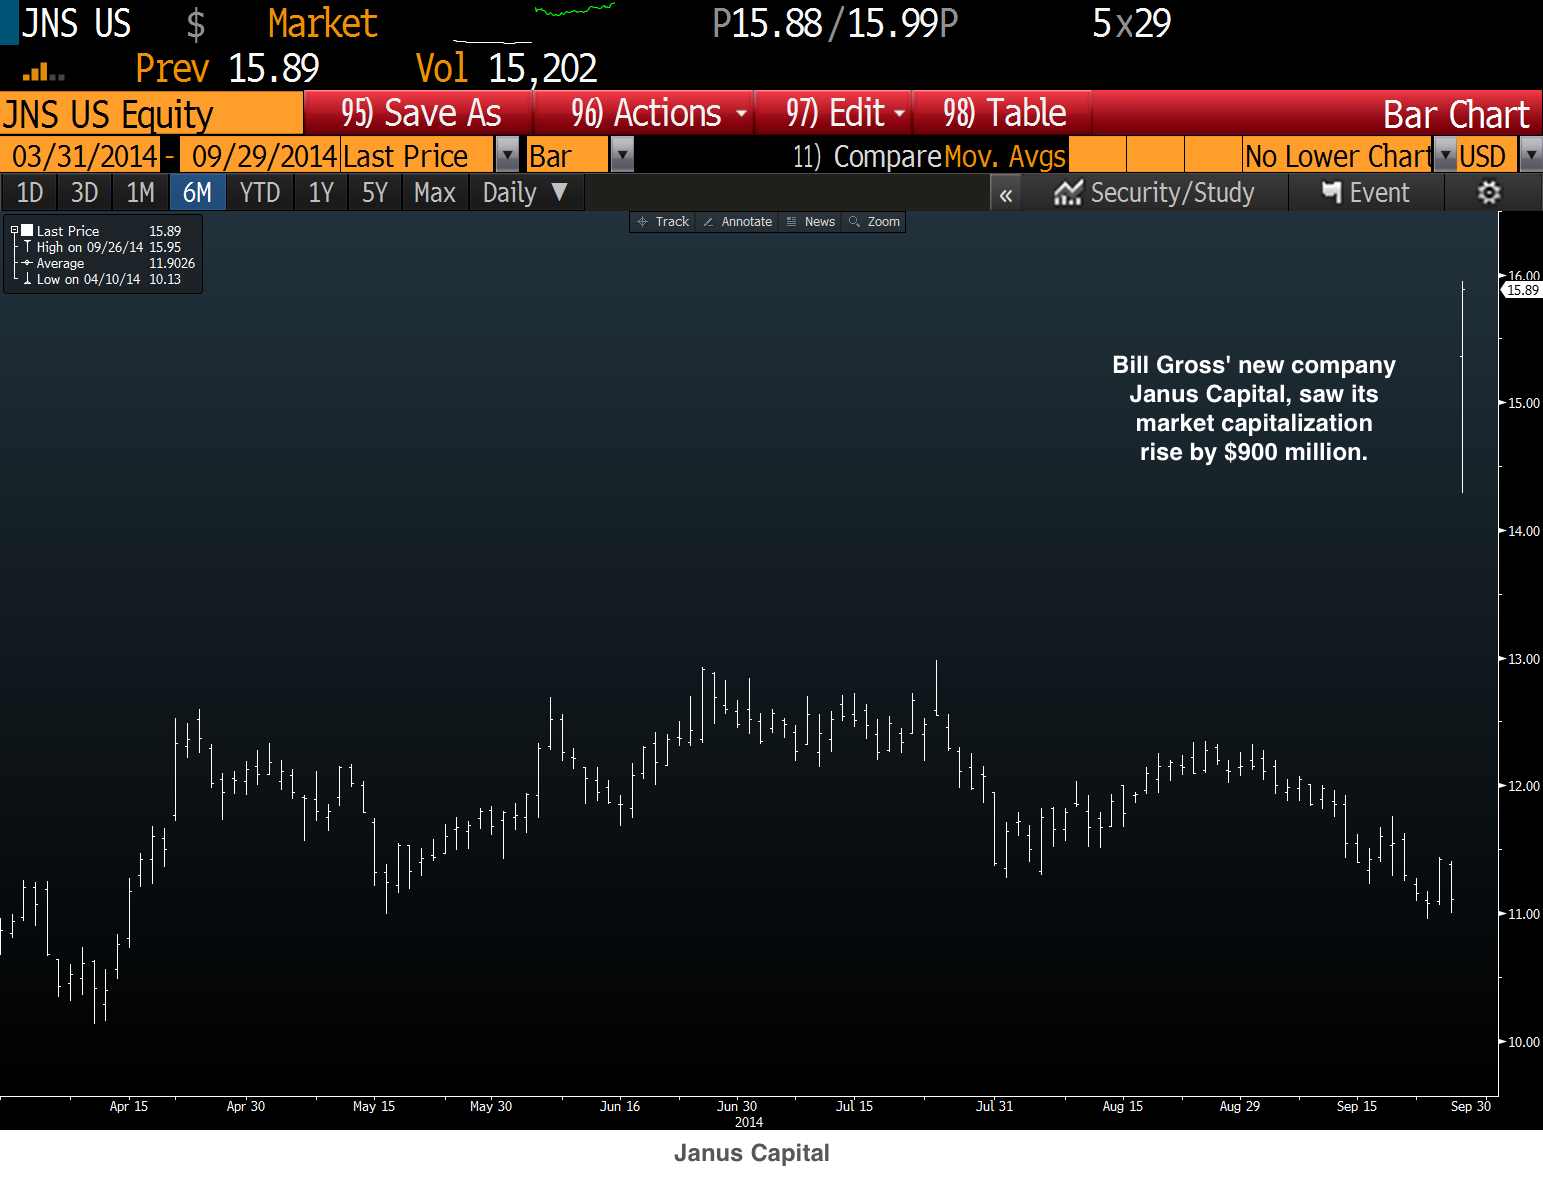 JNS US $ Market P15.88/15.99P 5x29
Prev 15.89 Vol 15,202
JNS US Equity 95) Save As 96) Actions 97) Edit 98) Table Bar Chart
03/31/2014 - 09/29/2014 Last Price Bar 11) Compare Mov. Avgs No Lower Chart USD
1D 3D 1M 6M YTD 1Y 5Y Max Daily ▼ « Security/Study Event
Track Annotate News Zoom
Last Price 15.89
High on 09/26/14 15.95
Average 11.9026
Low on 04/10/14 10.13
16.00
15.89
Bill Gross' new company
Janus Capital, saw its
market capitalization
rise by $900 million.
15.00
14.00
13.00
12.00
11.00
10.00
Apr 15 Apr 30 May 15 May 30 Jun 16 Jun 30 Jul 15 Jul 31 Aug 15 Aug 29 Sep 15 Sep 30
2014
Janus Capital